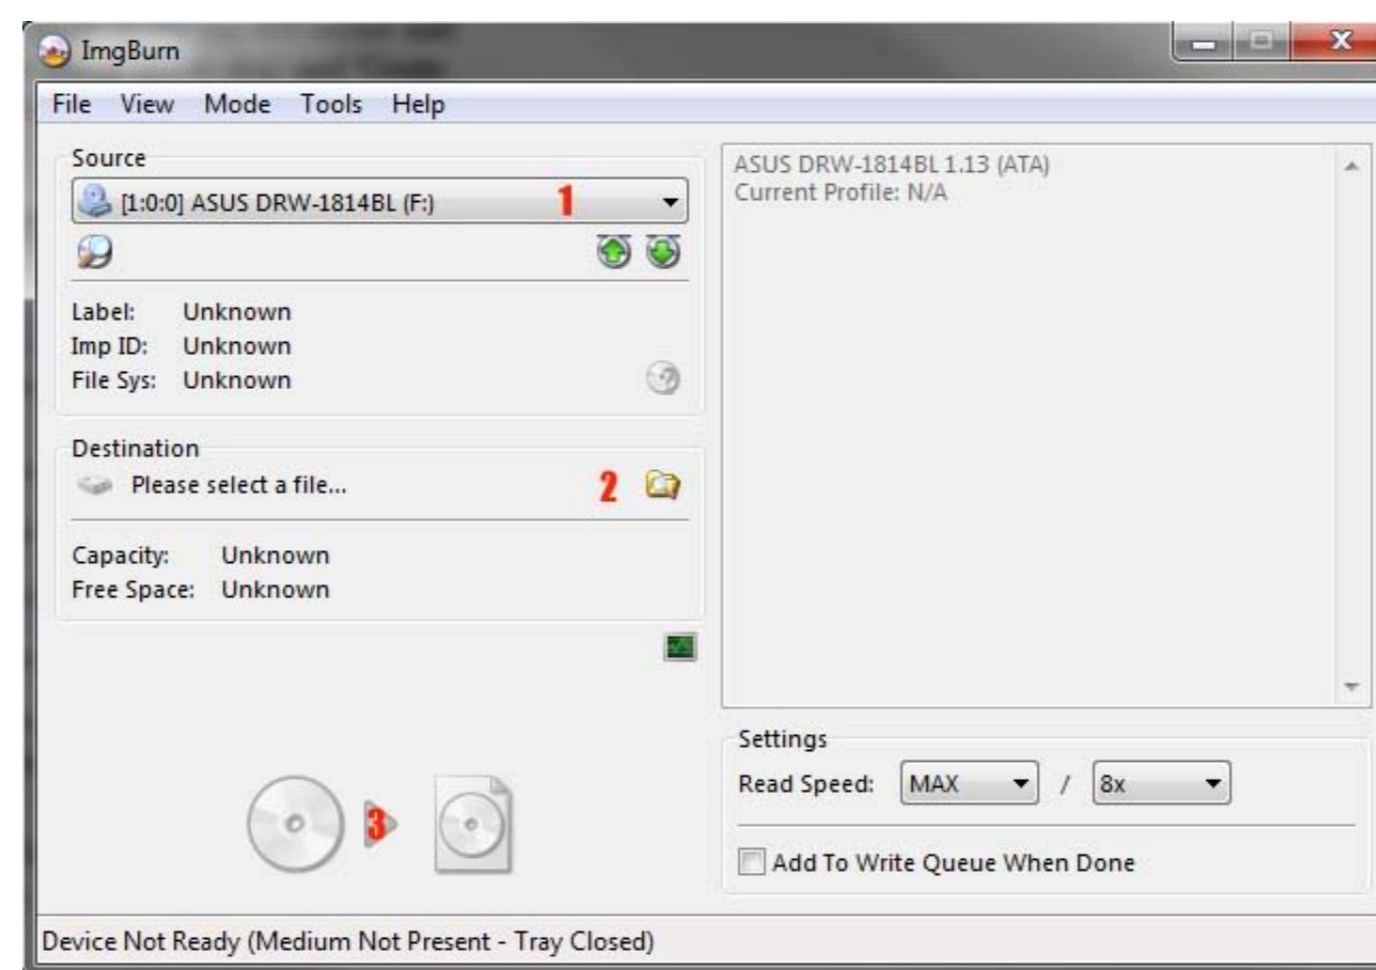 ImgBurn
File View Mode Tools Help
Source
[1:0:0] ASUS DRW-1814BL (F:) 1
Label: Unknown
Imp ID: Unknown
File Sys: Unknown
Destination
Please select a file... 2
Capacity: Unknown
Free Space: Unknown
3
ASUS DRW-1814BL 1.13 (ATA)
Current Profile: N/A
Settings
Read Speed: MAX / 8x
Add To Write Queue When Done
Device Not Ready (Medium Not Present - Tray Closed)